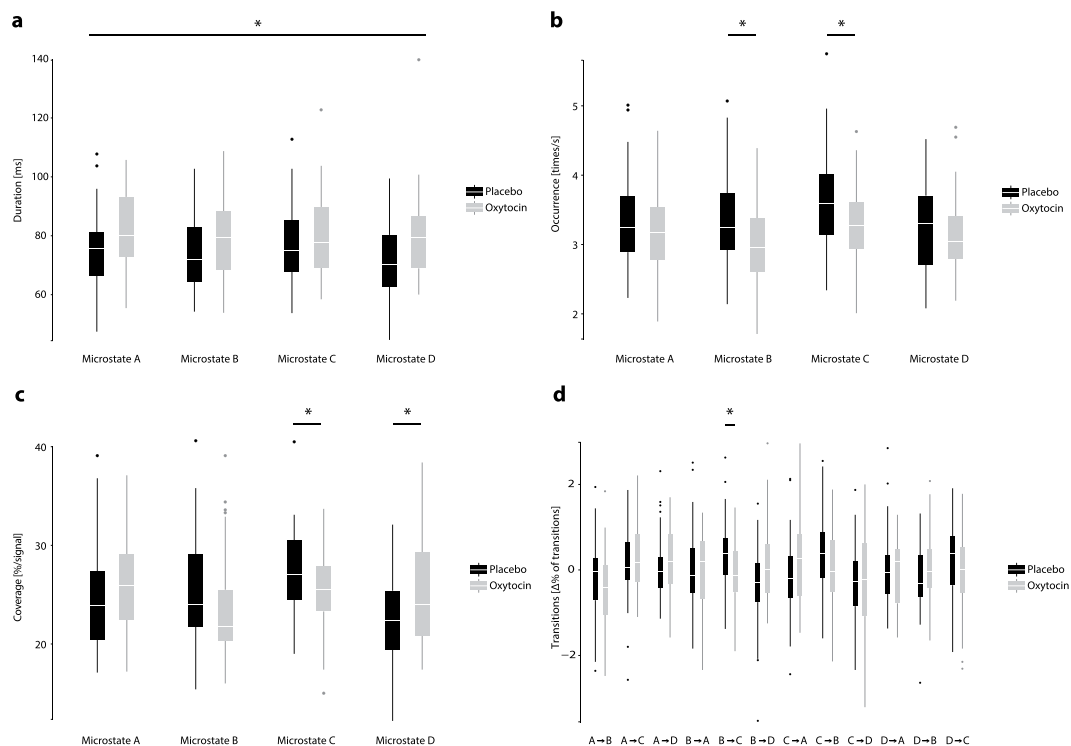 a
*
140
120
100
80
60
Duration [ms]
Placebo
Oxytocin
Microstate A
Microstate B
Microstate C
Microstate D
b
*
*
5
4
3
2
Occurrence [times/s]
Placebo
Oxytocin
Microstate A
Microstate B
Microstate C
Microstate D
c
*
*
40
30
20
Coverage [%/signal]
Placebo
Oxytocin
Microstate A
Microstate B
Microstate C
Microstate D
d
*
2
0
−2
Transitions [Δ% of transitions]
Placebo
Oxytocin
A→B A→C A→D B→A B→C B→D C→A C→B C→D D→A D→B D→C